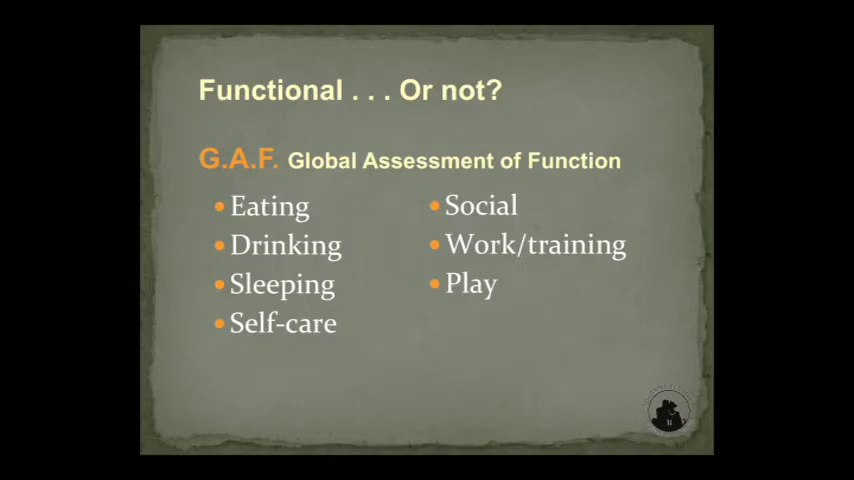 Functional . . . Or not?
G.A.F. Global Assessment of Function
• Eating
• Drinking
• Sleeping
• Self-care
• Social
• Work/training
• Play